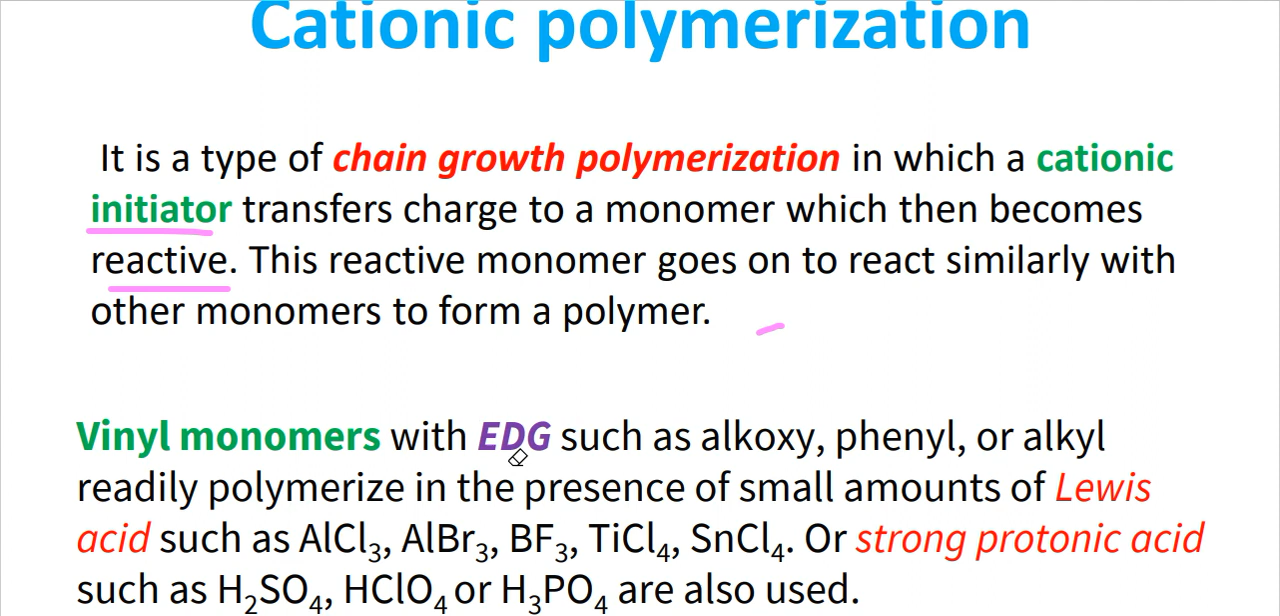 Cationic polymerization
It is a type of chain growth polymerization in which a cationic
initiator transfers charge to a monomer which then becomes
reactive. This reactive monomer goes on to react similarly with
other monomers to form a polymer.
Vinyl monomers with EDG such as alkoxy, phenyl, or alkyl
readily polymerize in the presence of small amounts of Lewis
acid such as AlCl₃, AlBr₃, BF₃, TiCl₄, SnCl₄. Or strong protonic acid
such as H₂SO₄, HClO₄ or H₃PO₄ are also used.